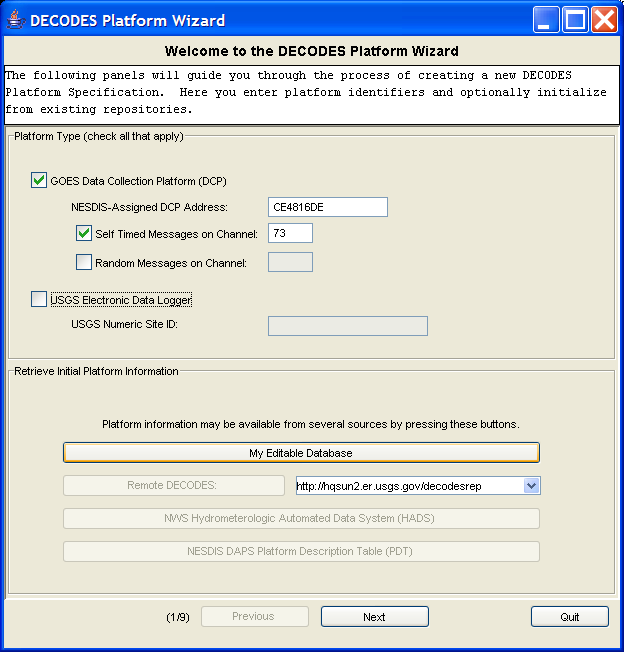 DECODES Platform Wizard
Welcome to the DECODES Platform Wizard
The following panels will guide you through the process of creating a new DECODES
Platform Specification.  Here you enter platform identifiers and optionally initialize
from existing repositories.
Platform Type (check all that apply)
GOES Data Collection Platform (DCP)
NESDIS-Assigned DCP Address: CE4816DE
Self Timed Messages on Channel: 73
Random Messages on Channel:
USGS Electronic Data Logger
USGS Numeric Site ID:
Retrieve Initial Platform Information
Platform information may be available from several sources by pressing these buttons.
My Editable Database
Remote DECODES: http://hqsun2.er.usgs.gov/decodesrep
NWS Hydrometerologic Automated Data System (HADS)
NESDIS DAPS Platform Description Table (PDT)
(1/9) Previous Next Quit